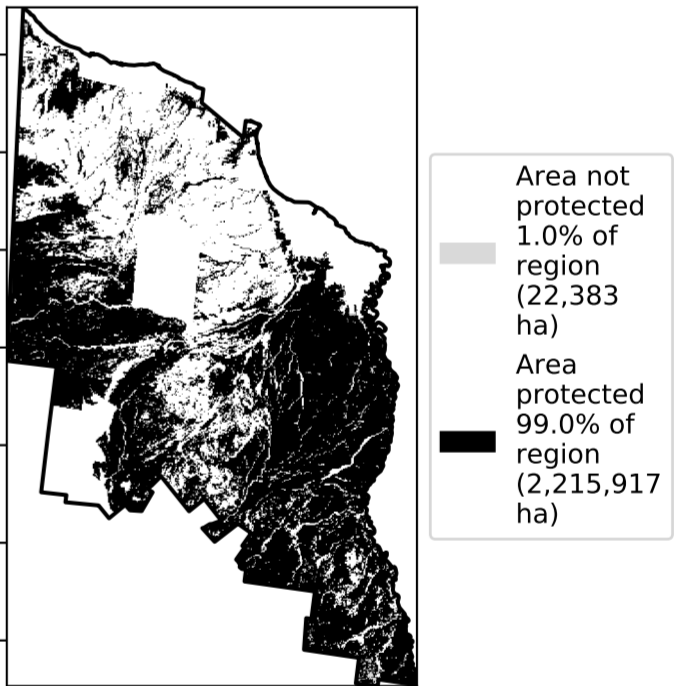 Area not
protected
1.0% of
region
(22,383
ha)
Area
protected
99.0% of
region
(2,215,917
ha)